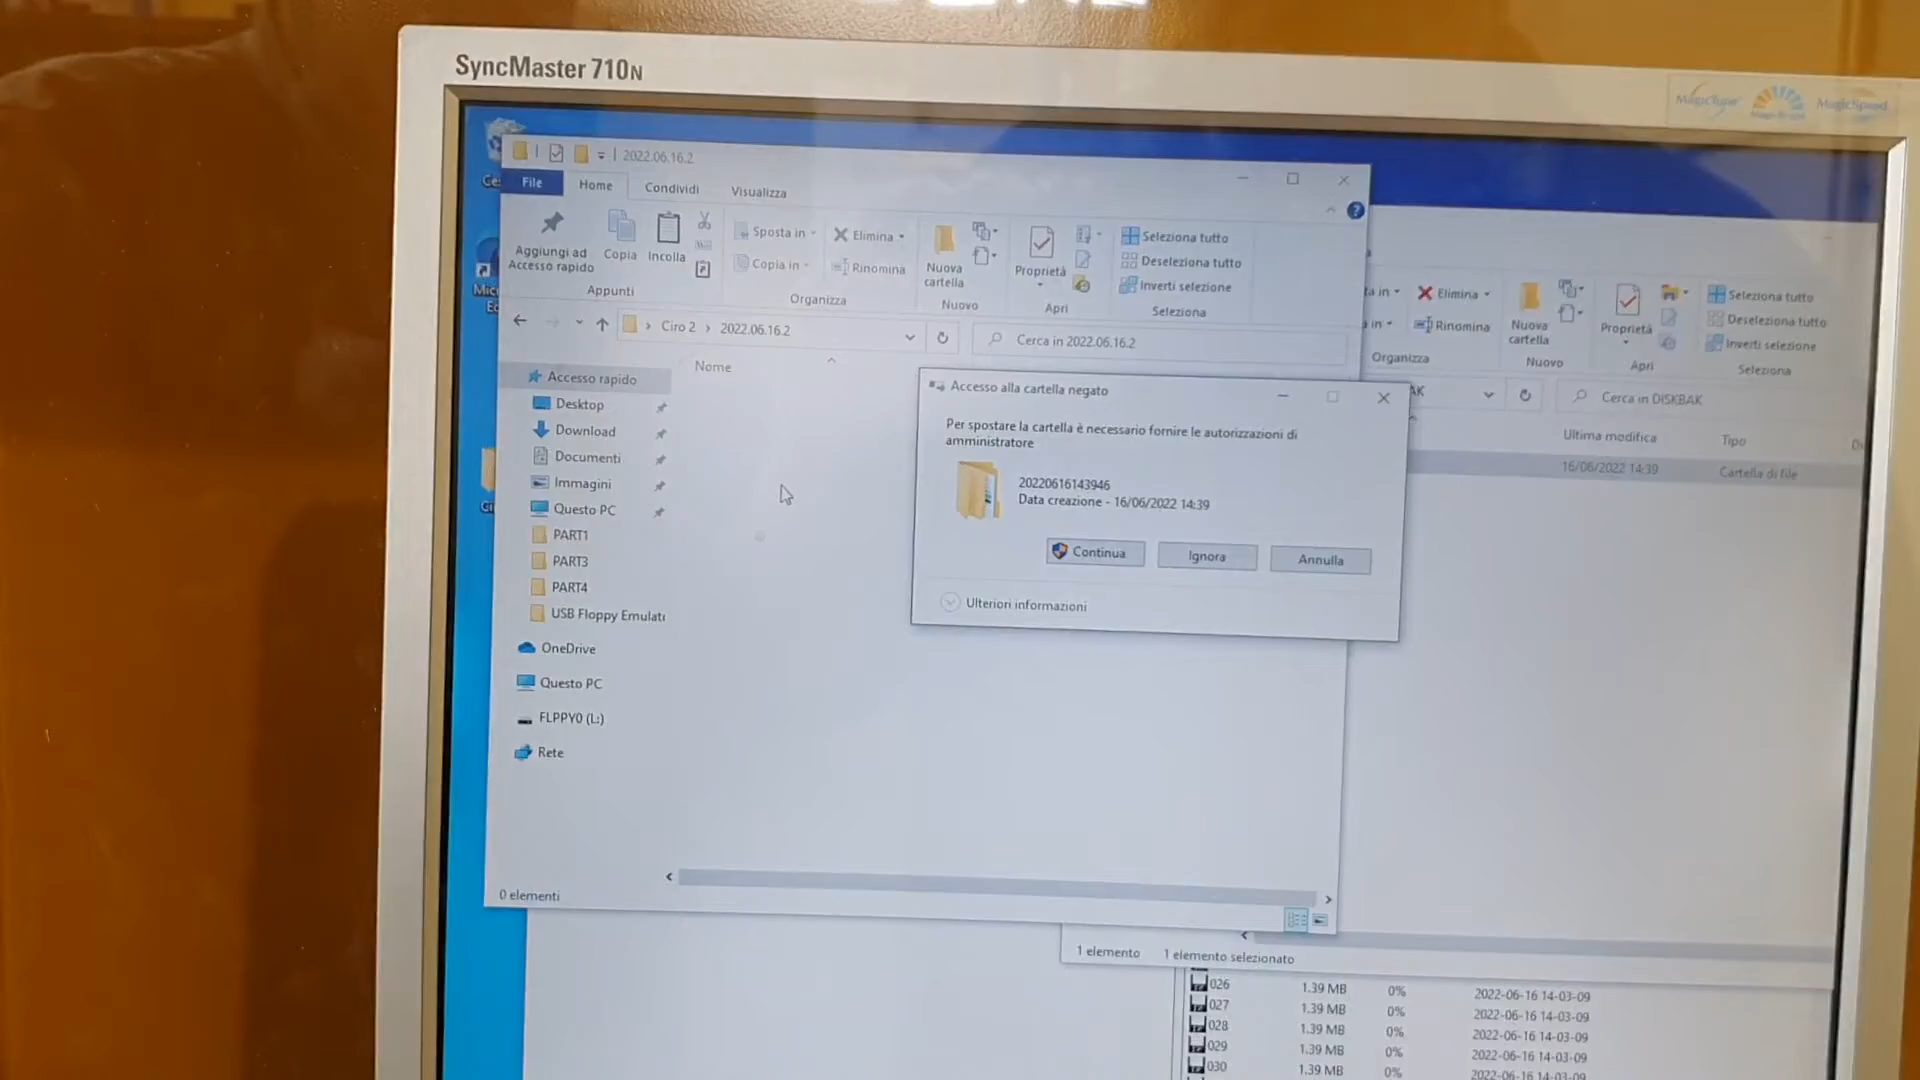 SyncMaster 710N
MagicTune
MagicBright
MagicSpeed
2022.06.16.2
File
Home
Condividi
Visualizza
Aggiungi ad
Accesso rapido
Copia
Incolla
Appunti
Sposta in
Copia in
Elimina
Rinomina
Organizza
Nuova
cartella
Nuovo
Proprietà
Apri
Seleziona tutto
Deseleziona tutto
Inverti selezione
Seleziona
Ciro 2 › 2022.06.16.2
Cerca in 2022.06.16.2
Nome
Accesso rapido
Desktop
Download
Documenti
Immagini
Questo PC
PART1
PART3
PART4
USB Floppy Emulat
OneDrive
Questo PC
FLPPY0 (L:)
Rete
0 elementi
Accesso alla cartella negato
Per spostare la cartella è necessario fornire le autorizzazioni di
amministratore
20220616143946
Data creazione - 16/06/2022 14:39
Continua
Ignora
Annulla
Ulteriori informazioni
ta in
a in
Elimina
Rinomina
Organizza
Nuova
cartella
Nuovo
Proprietà
Apri
Seleziona tutto
Deseleziona tutto
Inverti selezione
Seleziona
AK
Cerca in DISKBAK
Ultima modifica
Tipo
16/06/2022 14:39
Cartella di file
1 elemento
1 elemento selezionato
026 1.39 MB 0% 2022-06-16 14-03-09
027 1.39 MB 0% 2022-06-16 14-03-09
028 1.39 MB 0% 2022-06-16 14-03-09
029 1.39 MB 0% 2022-06-16 14-03-09
030 1.39 MB 0% 2022-06-16 14-03-09